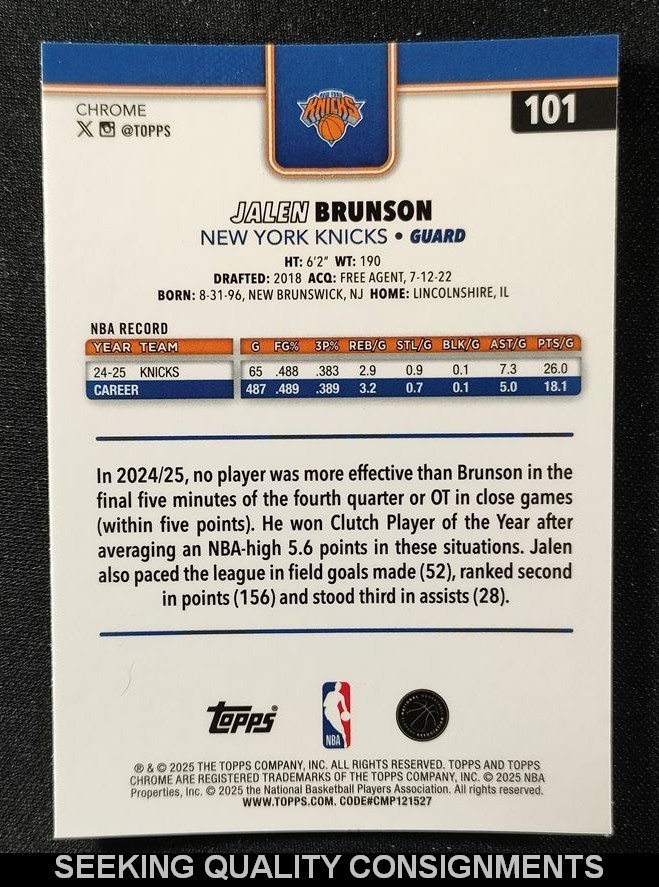 CHROME
X @TOPPS
NEW YORK
KNICKS
101
JALEN BRUNSON
NEW YORK KNICKS • GUARD
HT: 6'2" WT: 190
DRAFTED: 2018 ACQ: FREE AGENT, 7-12-22
BORN: 8-31-96, NEW BRUNSWICK, NJ HOME: LINCOLNSHIRE, IL
NBA RECORD
YEAR TEAM G FG% 3P% REB/G STL/G BLK/G AST/G PTS/G
24-25 KNICKS 65 .488 .383 2.9 0.9 0.1 7.3 26.0
CAREER 487 .489 .389 3.2 0.7 0.1 5.0 18.1
In 2024/25, no player was more effective than Brunson in the
final five minutes of the fourth quarter or OT in close games
(within five points). He won Clutch Player of the Year after
averaging an NBA-high 5.6 points in these situations. Jalen
also paced the league in field goals made (52), ranked second
in points (156) and stood third in assists (28).
Topps®
NBA
® & © 2025 THE TOPPS COMPANY, INC. ALL RIGHTS RESERVED. TOPPS AND TOPPS
CHROME ARE REGISTERED TRADEMARKS OF THE TOPPS COMPANY, INC. © 2025 NBA
Properties, Inc. © 2025 the National Basketball Players Association. All rights reserved.
WWW.TOPPS.COM. CODE#CMP121527
SEEKING QUALITY CONSIGNMENTS